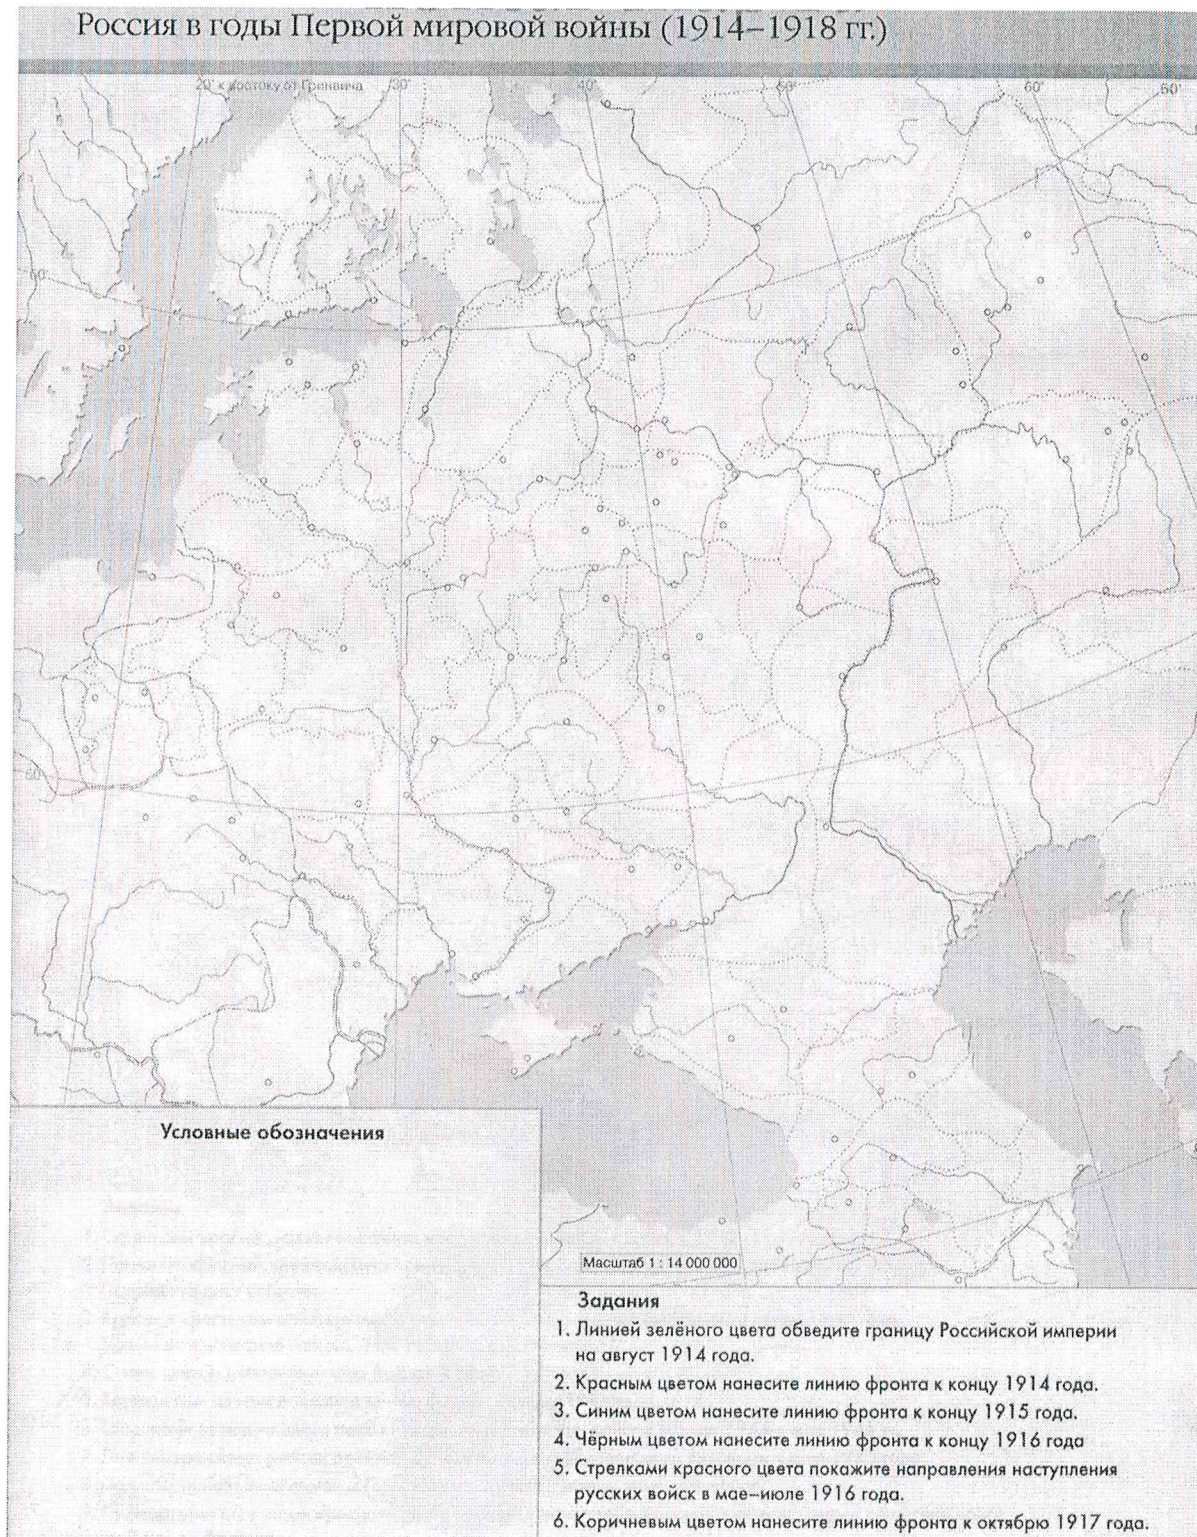 Россия в годы Первой мировой войны (1914–1918 гг.)
20° к востоку от Гринвича 30° 40° 50° 60° 60°
60°
50
Условные обозначения
Масштаб 1 : 14 000 000
Задания
1. Линией зелёного цвета обведите границу Российской империи
на август 1914 года.
2. Красным цветом нанесите линию фронта к концу 1914 года.
3. Синим цветом нанесите линию фронта к концу 1915 года.
4. Чёрным цветом нанесите линию фронта к концу 1916 года
5. Стрелками красного цвета покажите направления наступления
русских войск в мае–июле 1916 года.
6. Коричневым цветом нанесите линию фронта к октябрю 1917 года.